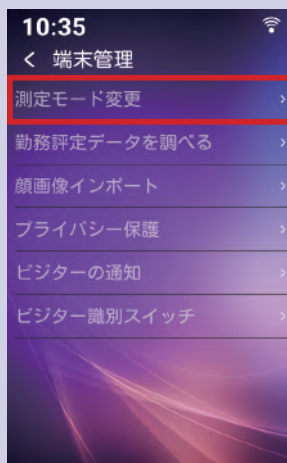 10:35
< 端末管理
測定モード変更 >
勤務評定データを調べる >
顔画像インポート >
プライバシー保護 >
ビジターの通知 >
ビジター識別スイッチ >